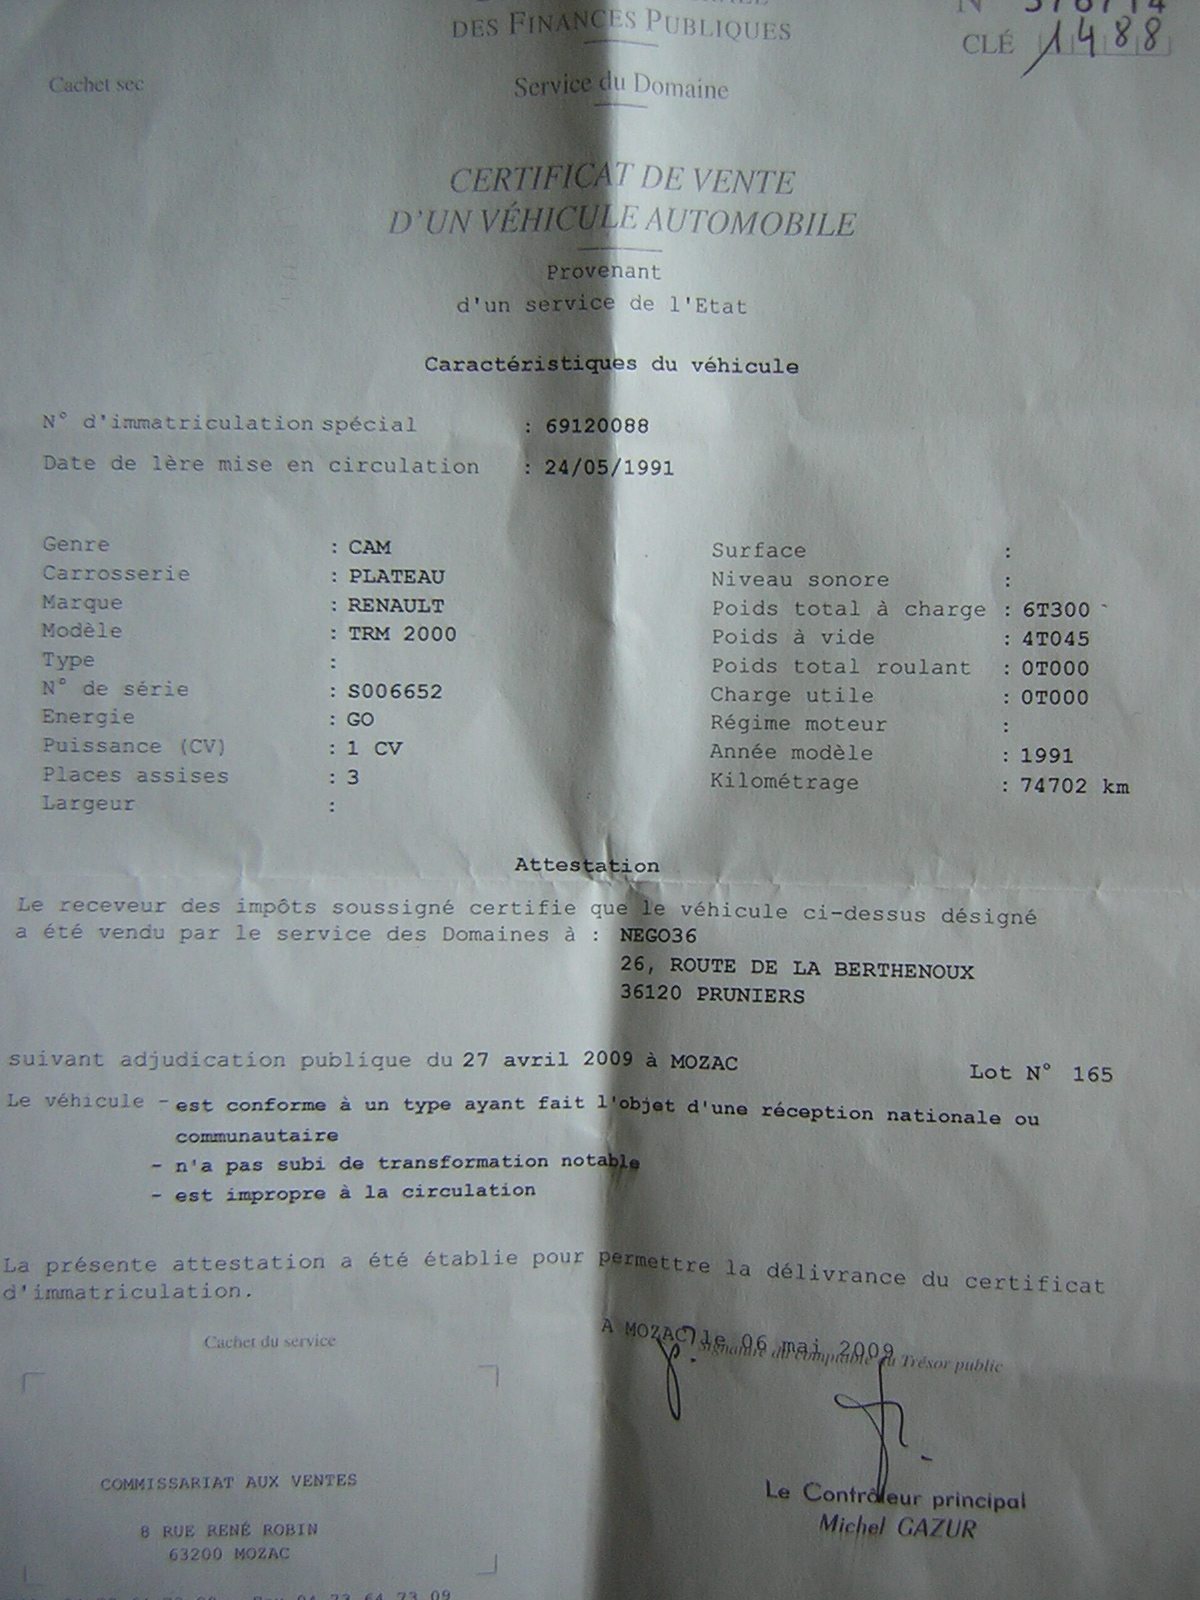 DES FINANCES PUBLIQUES
N°
CLÉ 1488
Cachet sec
Service du Domaine
CERTIFICAT DE VENTE
D'UN VÉHICULE AUTOMOBILE
Provenant
d'un service de l'Etat
Caractéristiques du véhicule
N° d'immatriculation spécial : 69120088
Date de 1ère mise en circulation : 24/05/1991
Genre : CAM
Carrosserie : PLATEAU
Marque : RENAULT
Modèle : TRM 2000
Type :
N° de série : S006652
Energie : GO
Puissance (CV) : 1 CV
Places assises : 3
Largeur :
Surface :
Niveau sonore :
Poids total à charge : 6T300
Poids à vide : 4T045
Poids total roulant : 0T000
Charge utile : 0T000
Régime moteur :
Année modèle : 1991
Kilométrage : 74702 km
Attestation
Le receveur des impôts soussigné certifie que le véhicule ci-dessus désigné
a été vendu par le service des Domaines à : NEGO36
26, ROUTE DE LA BERTHENOUX
36120 PRUNIERS
suivant adjudication publique du 27 avril 2009 à MOZAC Lot N° 165
Le véhicule - est conforme à un type ayant fait l'objet d'une réception nationale ou
communautaire
- n'a pas subi de transformation notable
- est impropre à la circulation
La présente attestation a été établie pour permettre la délivrance du certificat
d'immatriculation.
A MOZAC, le 06 mai 2009
Signature du comptable du Trésor public
Cachet du service
COMMISSARIAT AUX VENTES
8 RUE RENÉ ROBIN
63200 MOZAC
Le Contrôleur principal
Michel GAZUR